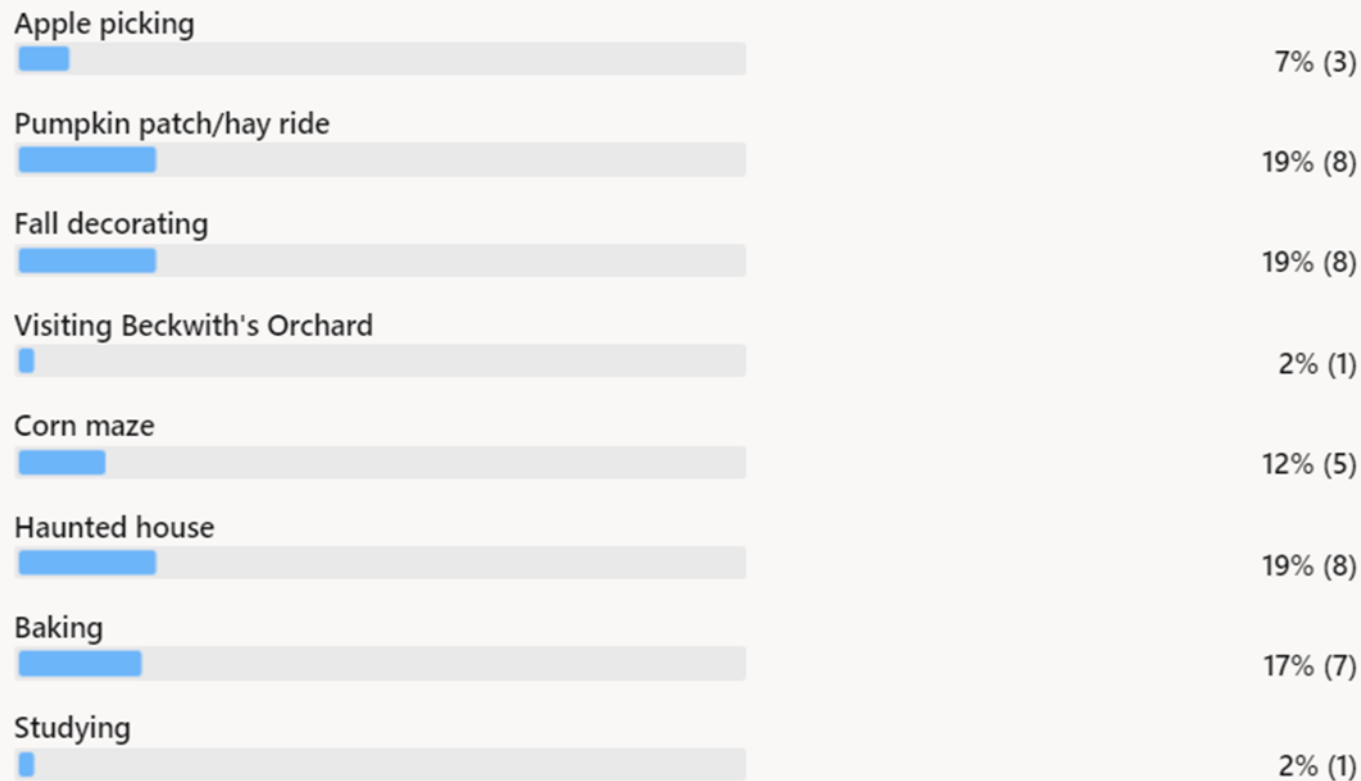 Apple picking
7% (3)
Pumpkin patch/hay ride
19% (8)
Fall decorating
19% (8)
Visiting Beckwith's Orchard
2% (1)
Corn maze
12% (5)
Haunted house
19% (8)
Baking
17% (7)
Studying
2% (1)